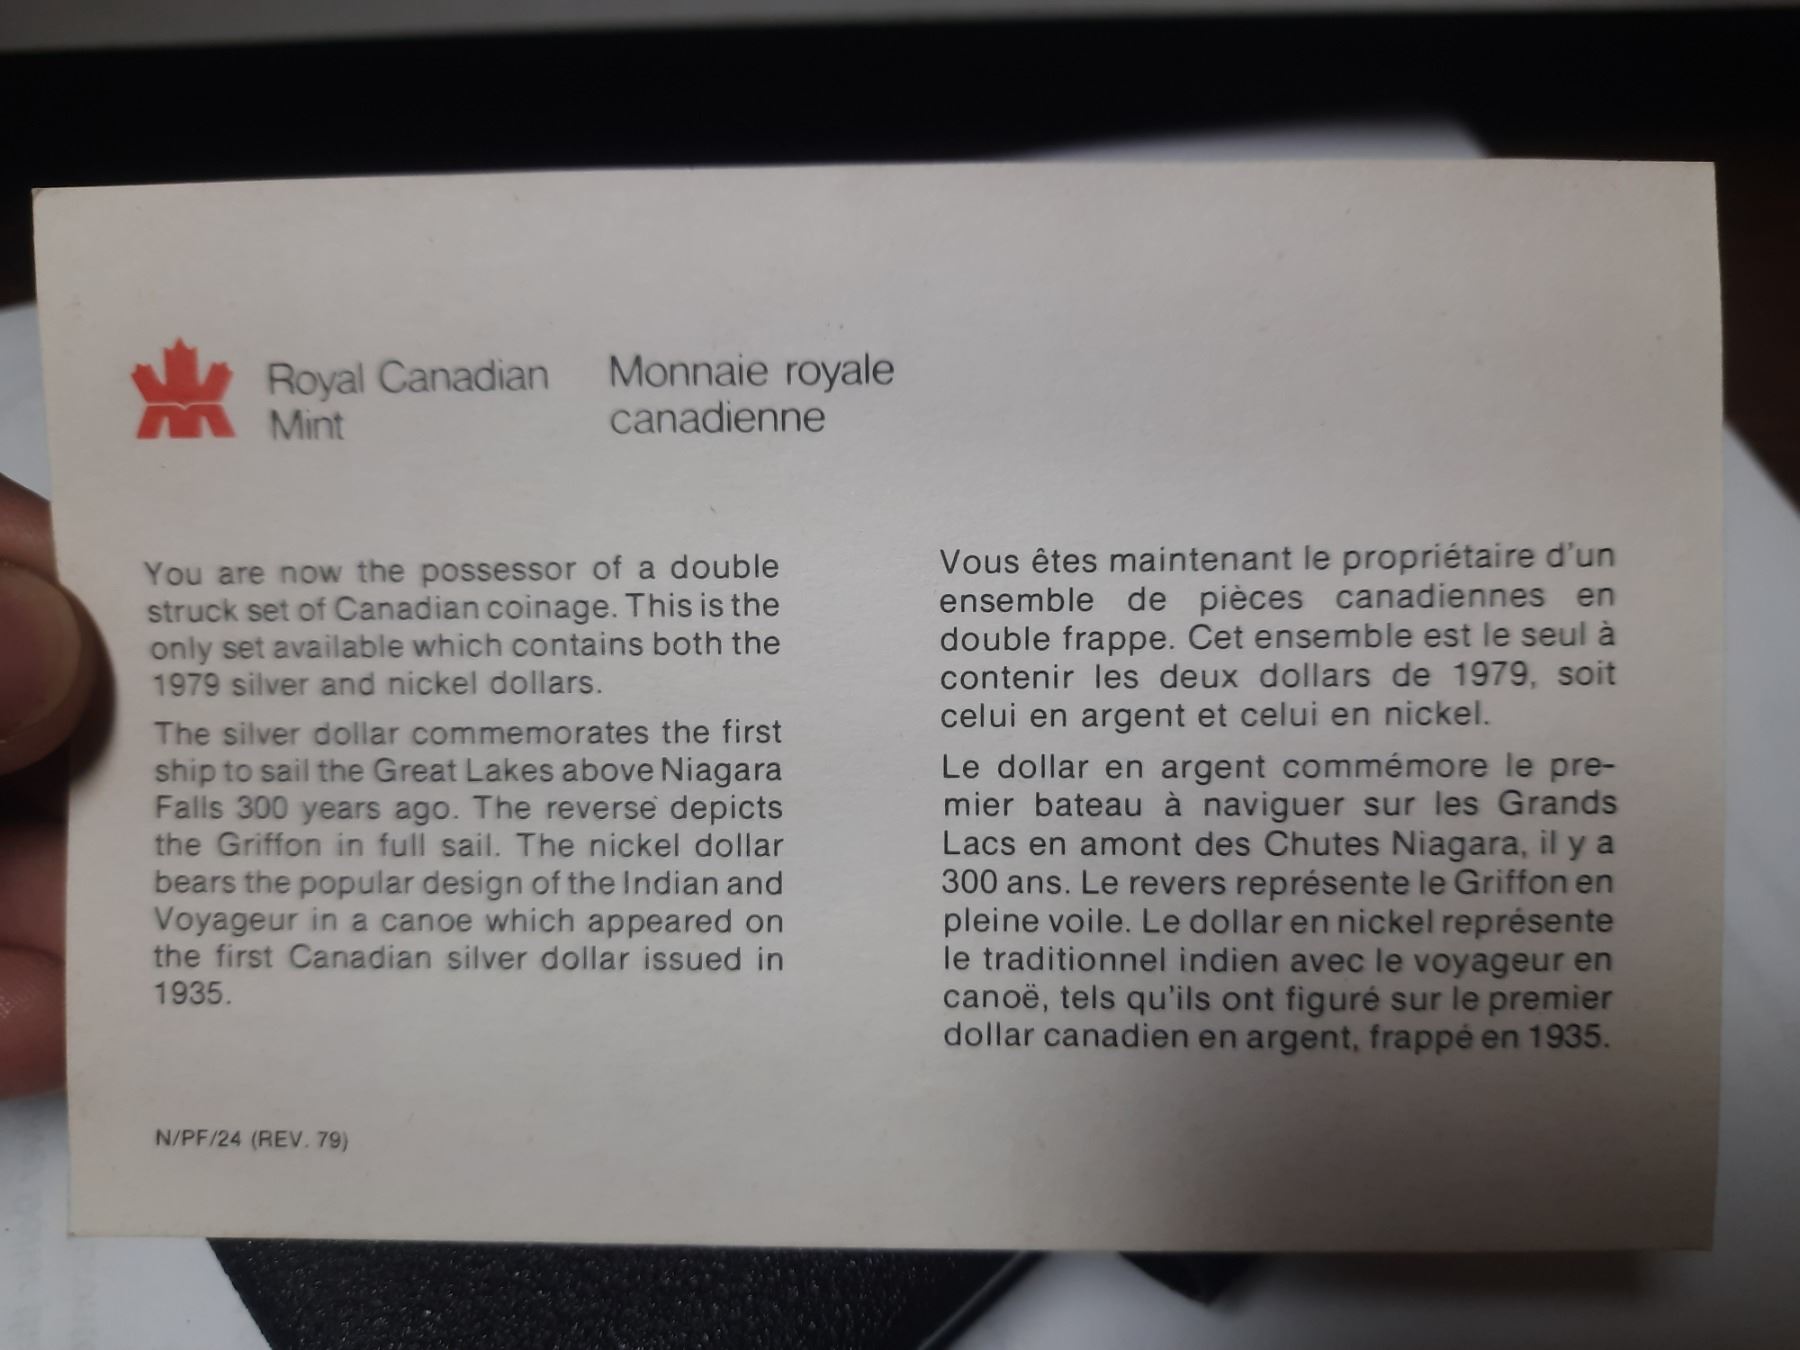 Royal Canadian
Mint
Monnaie royale
canadienne
You are now the possessor of a double
struck set of Canadian coinage. This is the
only set available which contains both the
1979 silver and nickel dollars.
The silver dollar commemorates the first
ship to sail the Great Lakes above Niagara
Falls 300 years ago. The reverse depicts
the Griffon in full sail. The nickel dollar
bears the popular design of the Indian and
Voyageur in a canoe which appeared on
the first Canadian silver dollar issued in
1935.
N/PF/24 (REV. 79)
Vous êtes maintenant le propriétaire d'un
ensemble de pièces canadiennes en
double frappe. Cet ensemble est le seul à
contenir les deux dollars de 1979, soit
celui en argent et celui en nickel.
Le dollar en argent commémore le pre-
mier bateau à naviguer sur les Grands
Lacs en amont des Chutes Niagara, il y a
300 ans. Le revers représente le Griffon en
pleine voile. Le dollar en nickel représente
le traditionnel indien avec le voyageur en
canoë, tels qu'ils ont figuré sur le premier
dollar canadien en argent, frappé en 1935.